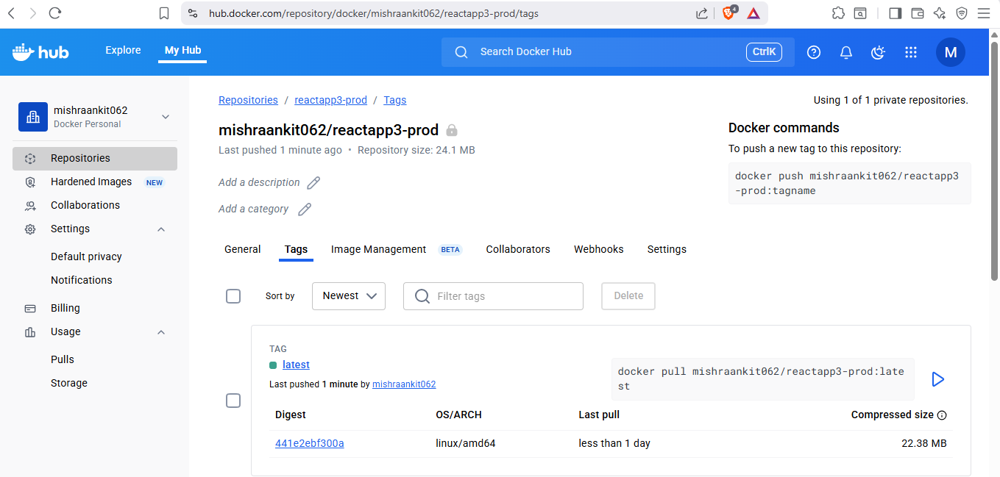 hub.docker.com/repository/docker/mishraankit062/reactapp3-prod/tags
4
hub
Explore
My Hub
Search Docker Hub
CtrlK
M
mishraankit062
Docker Personal
Repositories
Hardened Images NEW
Collaborations
Settings
Default privacy
Notifications
Billing
Usage
Pulls
Storage
Repositories / reactapp3-prod / Tags
Using 1 of 1 private repositories.
mishraankit062/reactapp3-prod
Last pushed 1 minute ago • Repository size: 24.1 MB
Add a description
Add a category
Docker commands
To push a new tag to this repository:
docker push mishraankit062/reactapp3
-prod:tagname
General Tags Image Management BETA Collaborators Webhooks Settings
Sort by Newest Filter tags Delete
TAG
latest
Last pushed 1 minute by mishraankit062
docker pull mishraankit062/reactapp3-prod:late
st
Digest OS/ARCH Last pull Compressed size
441e2ebf300a linux/amd64 less than 1 day 22.38 MB